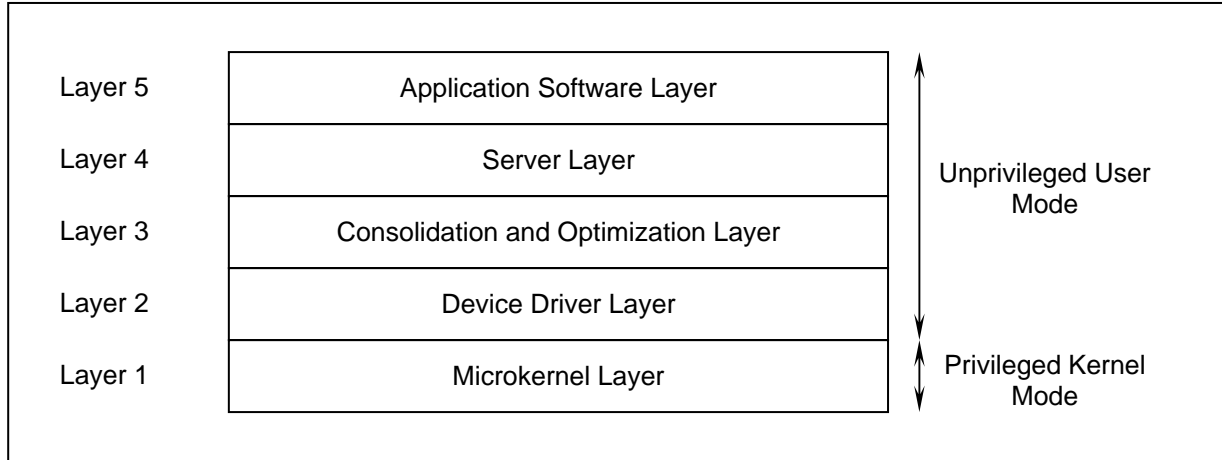 Layer 5
Application Software Layer
Layer 4
Server Layer
Unprivileged User
Mode
Layer 3
Consolidation and Optimization Layer
Layer 2
Device Driver Layer
Layer 1
Microkernel Layer
Privileged Kernel
Mode